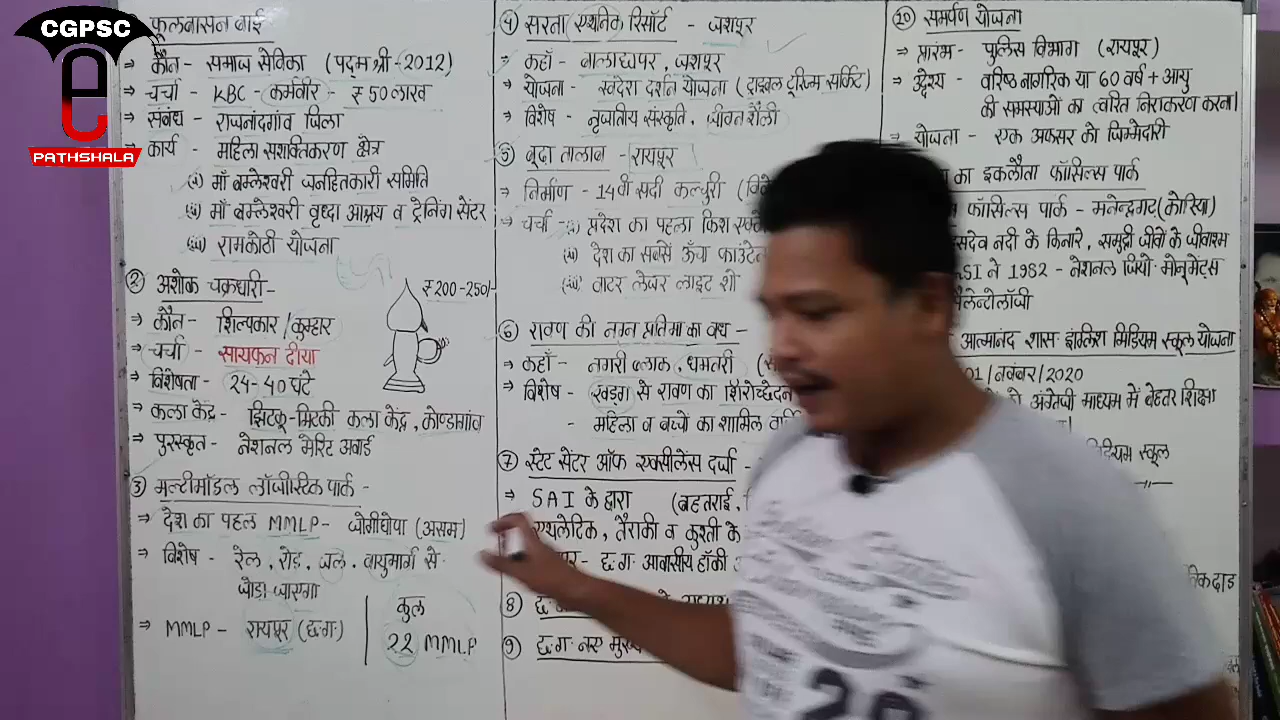 CGPSC
e
PATHSHALA
फूलबासन बाई
⇒ कौन - समाज सेविका (पद्म श्री - 2012)
⇒ चर्चा - KBC - कर्मवीर - ₹ 50 लाख
⇒ संबंध - राजनांदगांव जिला
⇒ कार्य - महिला सशक्तिकरण क्षेत्र
(i) माँ बम्लेश्वरी जनहितकारी समिति
(ii) माँ बम्लेश्वरी वृध्दा आश्रय व ट्रेनिंग सेंटर
(iii) रामकोठी योजना
② अशोक चक्रधारी -
₹ 200 - 250/-
⇒ कौन - शिल्पकार / कुम्हार
⇒ चर्चा - सायफन दीया
⇒ विशेषता - 24 - 40 घंटे
⇒ कला केंद्र - झिटकू - मिटकी कला केंद्र, कोण्डागांव
⇒ पुरस्कृत - नेशनल मेरिट अवार्ड
③ मल्टीमॉडल लॉजीस्टिक पार्क -
⇒ देश का पहल MMLP - जोगीघोपा (असम)
⇒ विशेष - रेल, रोड़, जल, वायुमार्ग से
जोड़ा जाएगा
⇒ MMLP - रायपूर (छ.ग.)
कुल
22 MMLP
④ सरना एथनिक रिसॉर्ट - जशपूर
⇒ कहाँ - बालाछापर, जशपूर
⇒ योजना - स्वदेश दर्शन योजना (ट्राइबल टूरिज्म सर्किट)
⇒ विशेष - नृजातीय संस्कृति, जीवन शैली
⑤ बूढा तालाब - रायपूर
⇒ निर्माण - 14वी सदी कल्चुरी
⇒ चर्चा - (i) प्रदेश का पहला फिश
(ii) देश का सबसे ऊँचा
(iii) वाटर लेजर लाइट शो
⑥ रावण की नग्न प्रतिमा का वध -
⇒ कहाँ - नगरी ब्लाक, धमतरी
⇒ विशेष - खड्ग से रावण का शिरोच्छेदन
- महिला व बच्चो का शामिल
⑦ स्टेट सेंटर ऑफ एक्सीलेंस दर्जा -
⇒ SAI के द्वारा (बहतराई,
एथलेटिक, तैराकी व कुश्ती के
छ.ग. आवासीय हॉकी
⑧ छ.
⑨ छ.ग. नए
⑩ समर्पण योजना
⇒ प्रारंभ - पुलिस विभाग (रायपूर)
⇒ उद्देश्य - वरिष्ठ नागरिक या 60 वर्ष + आयु
की समस्याओं का त्वरित निराकरण करना।
⇒ योजना - एक अफसर को जिम्मेदारी
का इकलौता फॉसिल्स पार्क
फॉसिल्स पार्क - मनेन्द्रगढ़ (कोरिया)
नदी के किनारे, समुद्री जीवों के जीवाश्म
ने 1982 - नेशनल जियो. मोनूमेंट्स
आत्मानंद शास. इंग्लिश मिडियम स्कूल योजना
01/नवंबर/2020
अंग्रेजी माध्यम में बेहतर शिक्षा
स्कूल